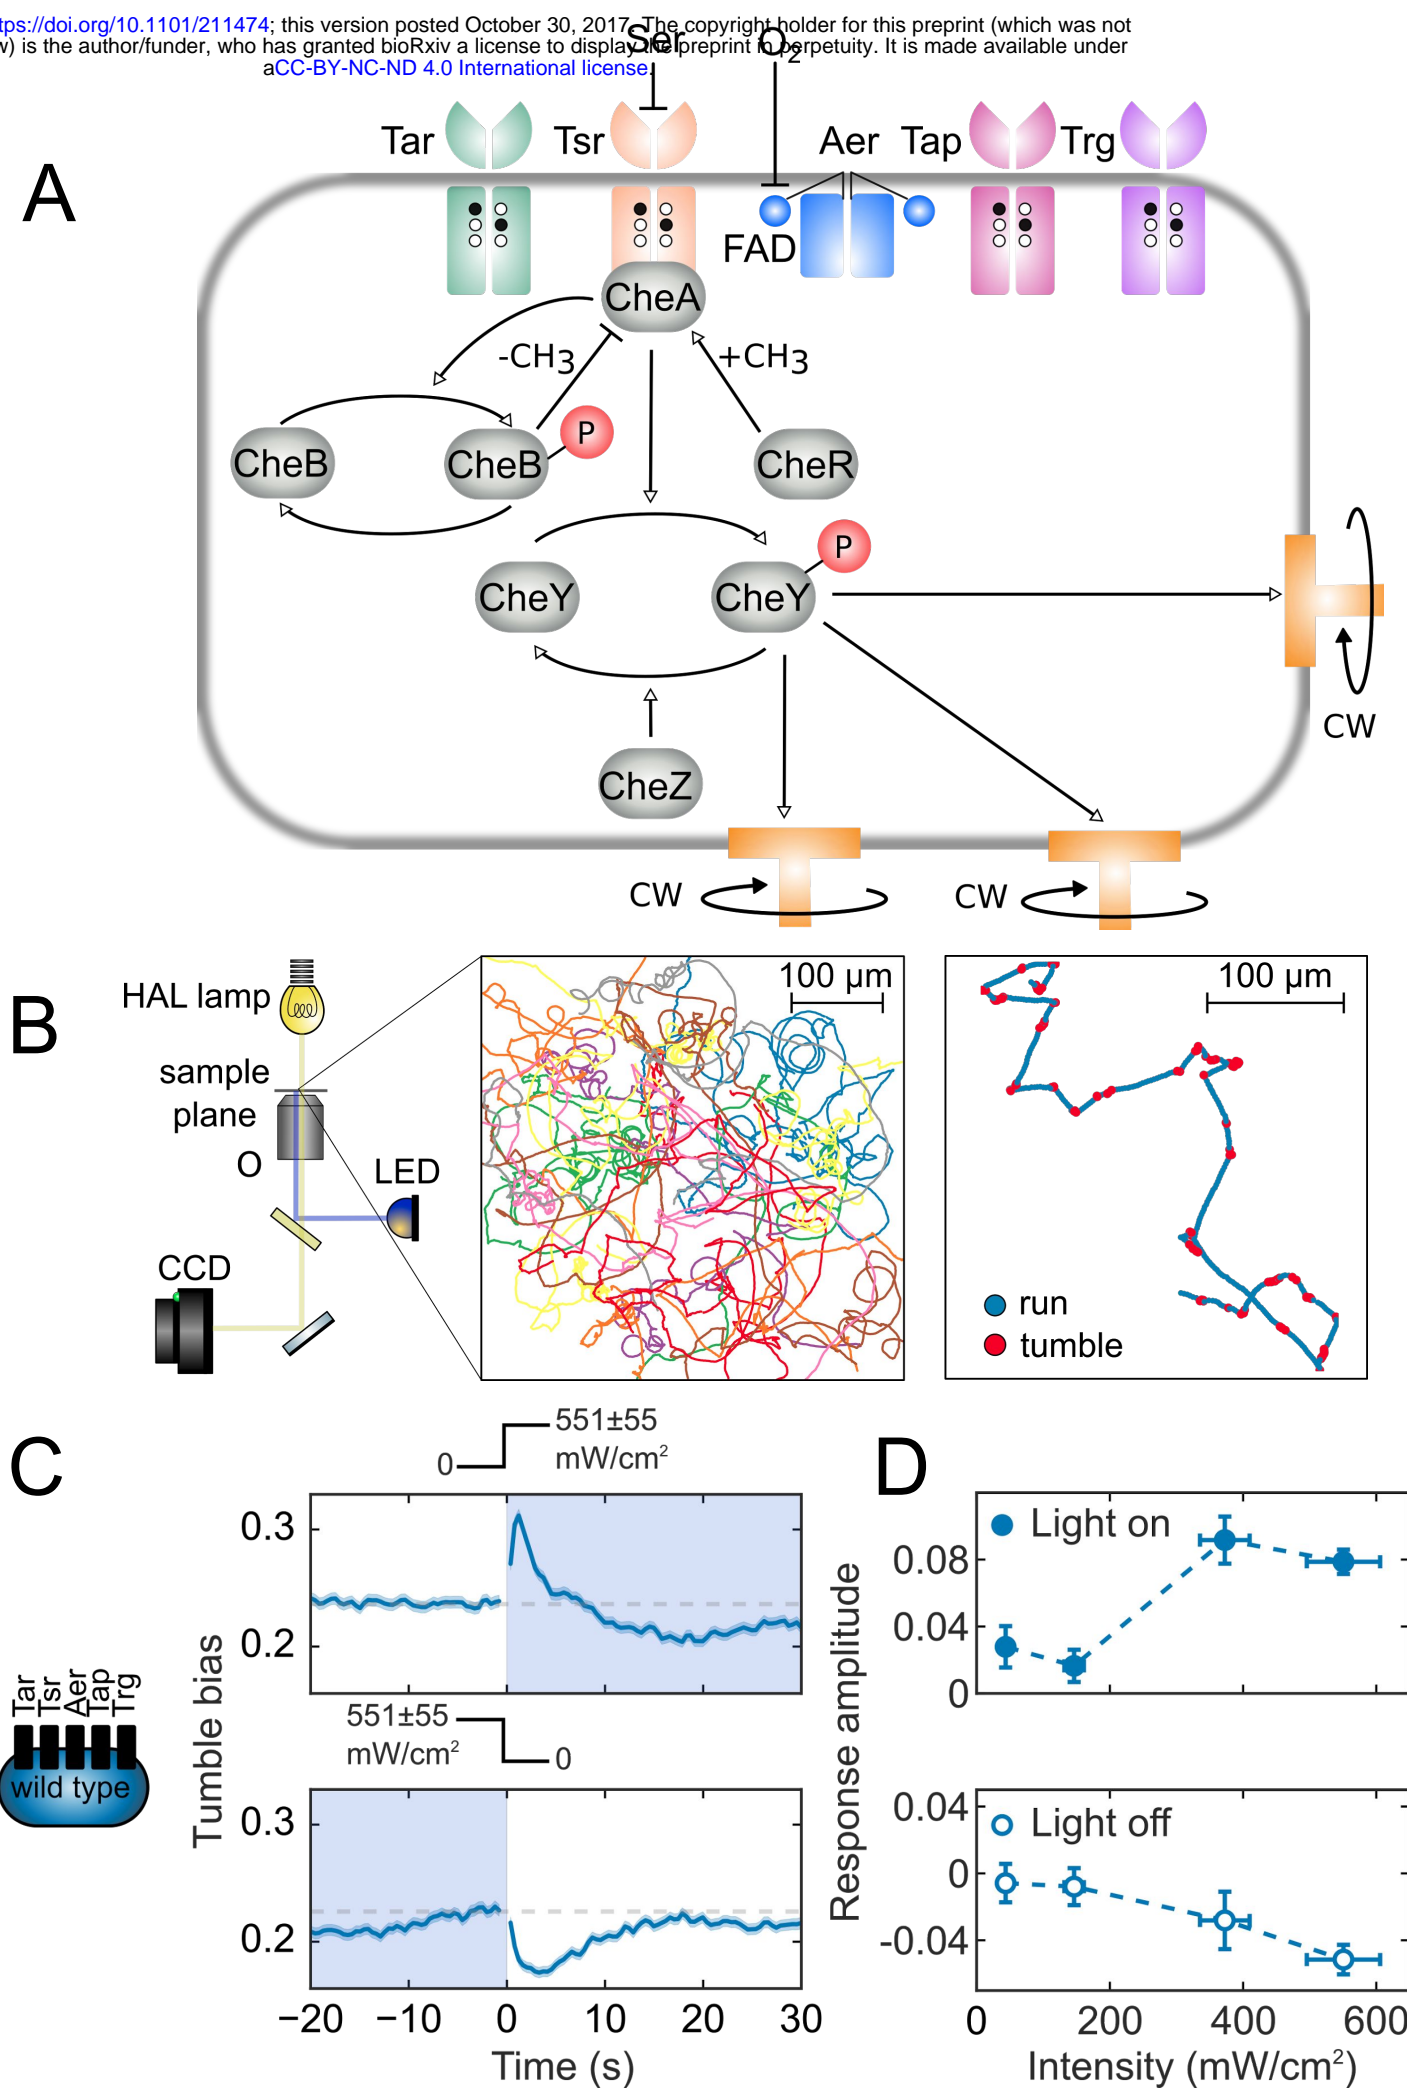 ttps://doi.org/10.1101/211474; this version posted October 30, 2017. The copyright holder for this preprint (which was not
w) is the author/funder, who has granted bioRxiv a license to display the preprint in perpetuity. It is made available under
aCC-BY-NC-ND 4.0 International license.
Ser O2
A
Tar Tsr Aer Tap Trg
FAD
CheA
-CH3 +CH3
CheB CheB P CheR
CheY CheY P
CheZ
CW
CW
CW
B
HAL lamp
sample
plane
O
LED
CCD
100 µm
100 µm
run
tumble
C
0 551±55
mW/cm²
0.3
0.2
551±55
mW/cm² 0
0.3
0.2
Tumble bias
−20 −10 0 10 20 30
Time (s)
Tar
Tsr
Aer
Tap
Trg
wild type
D
Light on
0.08
0.04
0
Light off
0.04
0
-0.04
Response amplitude
0 200 400 600
Intensity (mW/cm²)